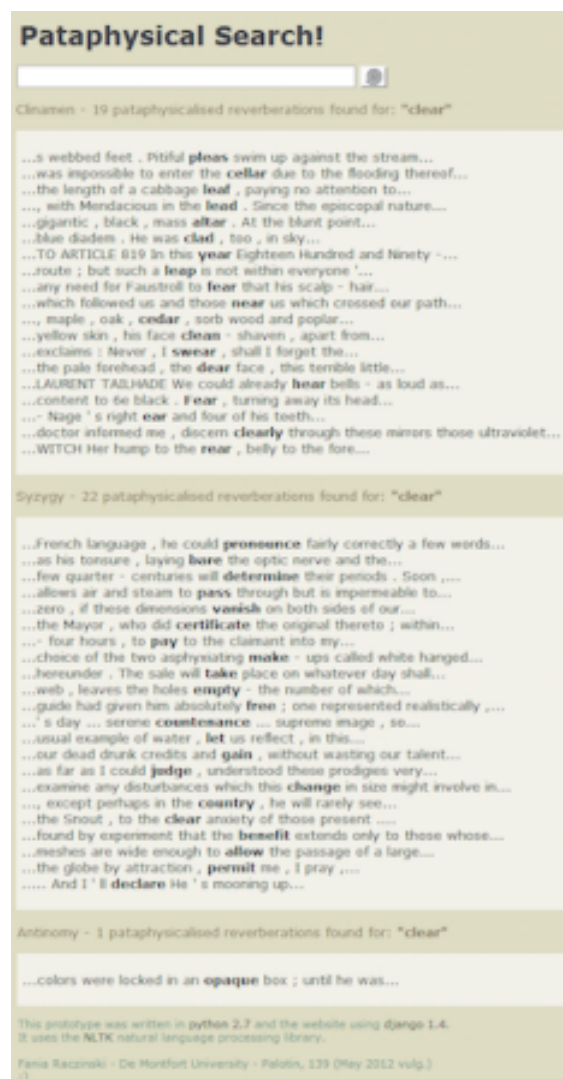 Pataphysical Search!
Clinamen - 19 pataphysicalised reverberations found for: "clear"
...s webbed feet . Pitiful pleas swim up against the stream...
...was impossible to enter the cellar due to the flooding thereof...
...the length of a cabbage leaf , paying no attention to...
..., with Mendacious in the lead . Since the episcopal nature...
...gigantic , black , mass altar . At the blunt point...
...blue diadem . He was clad , too , in sky...
...TO ARTICLE 819 In this year Eighteen Hundred and Ninety -...
...route ; but such a leap is not within everyone '...
...any need for Faustroll to fear that his scalp - hair...
...which followed us and those near us which crossed our path...
..., maple , oak , cedar , sorb wood and poplar...
...yellow skin , his face clean - shaven , apart from...
...exclaims : Never , I swear , shall I forget the...
...the pale forehead , the dear face , this terrible little...
...LAURENT TAILHADE We could already hear bells - as loud as...
...content to 6e black . Fear , turning away its head...
...- Nage ' s right ear and four of his teeth...
...doctor informed me , discern clearly through these mirrors those ultraviolet...
...WITCH Her hump to the rear , belly to the fore...
Syzygy - 22 pataphysicalised reverberations found for: "clear"
...French language , he could pronounce fairly correctly a few words...
...as his tonsure , laying bare the optic nerve and the...
...few quarter - centuries will determine their periods . Soon ,...
...allows air and steam to pass through but is impermeable to...
...zero , if these dimensions vanish on both sides of our...
...the Mayor , who did certificate the original thereto ; within...
...- four hours , to pay to the claimant into my...
...choice of the two asphyxiating make - ups called white hanged...
...hereunder . The sale will take place on whatever day shall...
...web , leaves the holes empty - the number of which...
...guide had given him absolutely free ; one represented realistically ,...
...' s day ... serene countenance ... supreme image , so...
...usual example of water , let us reflect , in this...
...our dead drunk credits and gain , without wasting our talent...
...as far as I could judge , understood these prodigies very...
...examine any disturbances which this change in size might involve in...
..., except perhaps in the country , he will rarely see...
...the Snout , to the clear anxiety of those present ....
...found by experiment that the benefit extends only to those whose...
...meshes are wide enough to allow the passage of a large...
...the globe by attraction , permit me , I pray ,...
..... And I ' ll declare He ' s mooning up...
Antinomy - 1 pataphysicalised reverberations found for: "clear"
...colors were locked in an opaque box ; until he was...
This prototype was written in python 2.7 and the website using django 1.4.
It uses the NLTK natural language processing library.
Fania Raczinski - De Montfort University - Palotin, 139 (May 2012 vulg.)
:)